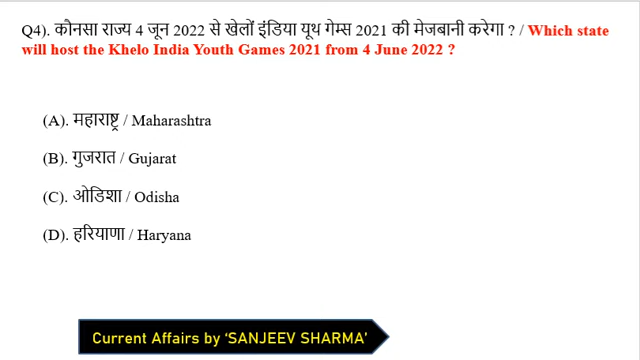 Q4). कौनसा राज्य 4 जून 2022 से खेलों इंडिया यूथ गेम्स 2021 की मेजबानी करेगा ? / Which state
will host the Khelo India Youth Games 2021 from 4 June 2022 ?
(A). महाराष्ट्र / Maharashtra
(B). गुजरात / Gujarat
(C). ओडिशा / Odisha
(D). हरियाणा / Haryana
Current Affairs by ‘SANJEEV SHARMA’